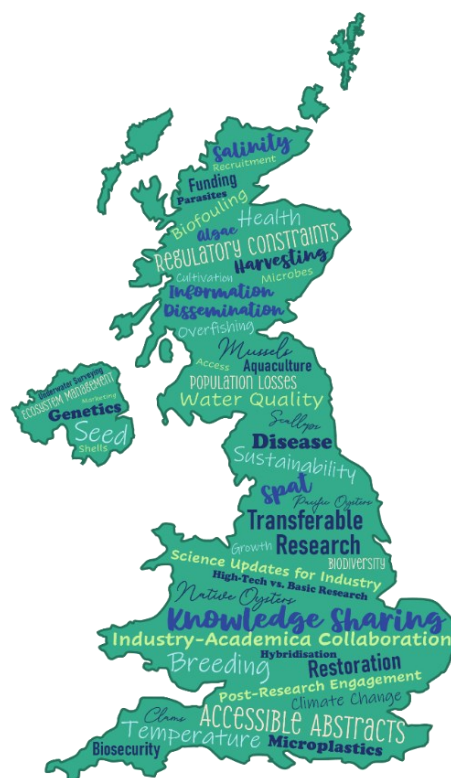 Salinity
Recruitment
Funding
Parasites
Biofouling
Health
Algae
Regulatory Constraints
Harvesting
Cultivation
Microbes
Information
Dissemination
Overfishing
Mussels
Access
Aquaculture
Population Losses
Water Quality
Underwater Surveying
Ecosystem Management
Marketing
Genetics
Seed
Shells
Scallops
Disease
Sustainability
Spat
Pacific Oysters
Transferable
Research
Growth
Biodiversity
Science Updates for Industry
High-Tech vs. Basic Research
Native Oysters
Knowledge Sharing
Industry-Academica Collaboration
Hybridisation
Breeding
Restoration
Post-Research Engagement
Climate Change
Clams
Accessible Abstracts
Temperature
Biosecurity
Microplastics